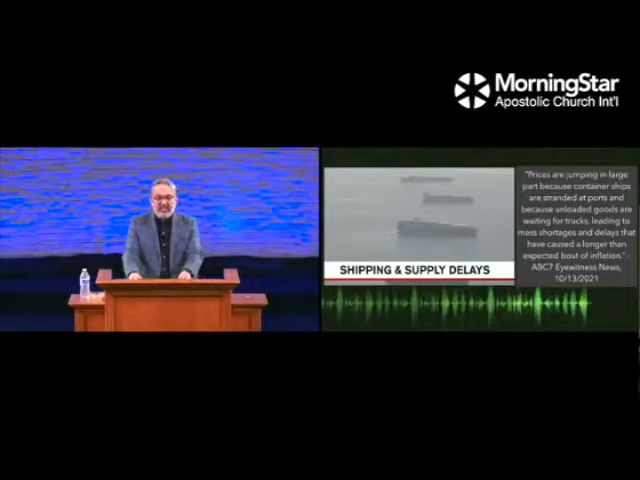 MorningStar
Apostolic Church Int'l
"Prices are jumping in large
part because container ships
are stranded at ports and
because unloaded goods are
waiting for trucks, leading to
mass shortages and delays that
have caused a longer than
expected bout of inflation." -
ABC7 Eyewitness News,
10/13/2021
SHIPPING & SUPPLY DELAYS